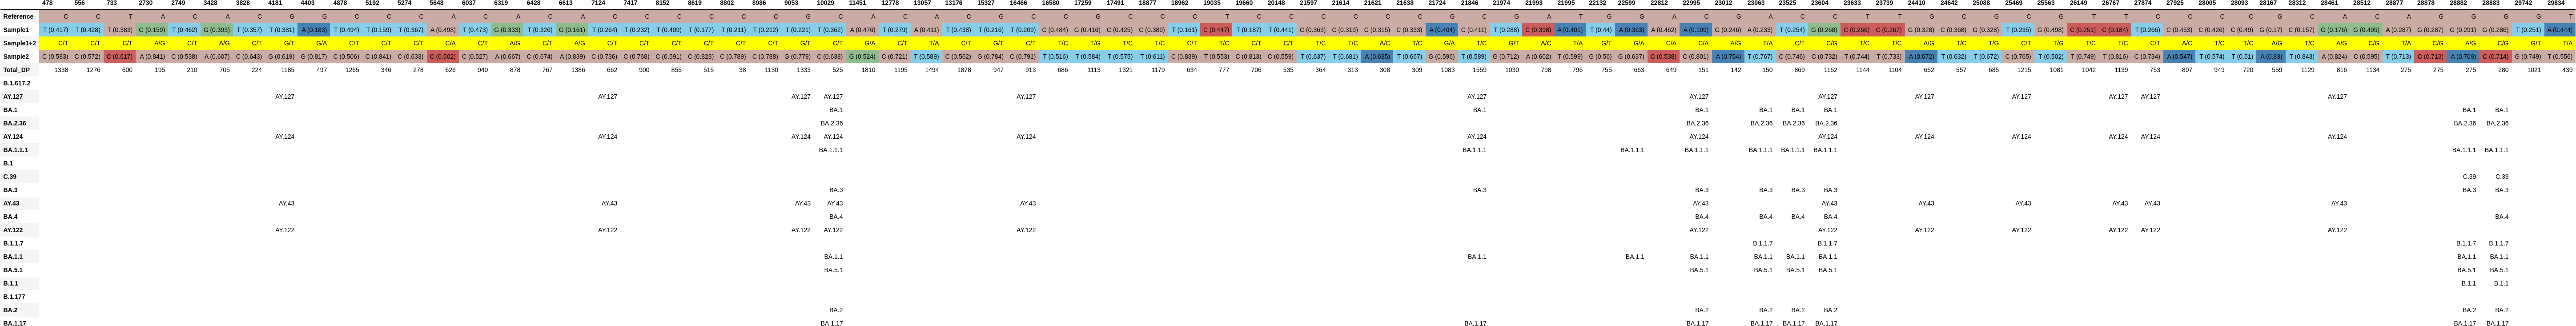 478 556 733 2730 2749 3428 3828 4181 4403 4878 5192 5274 5648 6037 6319 6428 6613 7124 7417 8152 8986 9053 10029 11451 12778 13057 13176 15327 16466 16580 17259 17491 18877 18962 19035 19660 20148 21597 21614 21621 21638 21724 21846 21974 21993 21995 22132 22599 22812 22995 23012 23063 23525 23604 23633 23739 24410 24642 25088 25469 25563 26149 26767 27874 27925 28005 28093 28167 28312 28461 28512 28877 28878 28882 28883 29742 29834
Reference C C T A C A C G G C C C A C A C A C C C C C C G C A C A C G C C G C C C T C C C C C C G C G A T G G A C G A C C T T G C G C G T T C C C C G C A C A G G G G T
Sample1 T (0.417) T (0.428) T (0.383) G (0.159) T (0.462) G (0.393) T (0.357) T (0.381) A (0.183) T (0.494) T (0.159) T (0.367) A (0.498) T (0.473) G (0.333) T (0.326) G (0.161) T (0.264) T (0.232) T (0.409) T (0.177) T (0.211) T (0.212) T (0.221) T (0.362) A (0.476) T (0.279) A (0.411) T (0.438) T (0.216) T (0.209) C (0.484) G (0.416) C (0.425) C (0.389) T (0.161) C (0.447) T (0.187) T (0.441) C (0.363) C (0.319) C (0.315) C (0.333) A (0.404) C (0.411) T (0.288) C (0.398) A (0.401) T (0.44) A (0.363) A (0.462) A (0.199) G (0.246) A (0.233) T (0.254) G (0.268) C (0.256) C (0.267) G (0.328) C (0.368) G (0.328) T (0.235) G (0.498) C (0.251) C (0.184) T (0.266) C (0.453) C (0.426) C (0.49) G (0.17) C (0.157) G (0.176) G (0.405) A (0.287) G (0.287) G (0.291) G (0.286) T (0.251) A (0.444)
Sample1+2 C/T C/T C/T A/G C/T A/G C/T G/T G/A C/T C/T C/T C/A C/T A/G C/T A/G C/T C/T C/T C/T C/T C/T G/T C/T G/A C/T T/A C/T G/T C/T T/C T/G T/C T/C C/T T/C C/T C/T T/C T/C A/C T/C G/A T/C G/T A/C T/A G/T G/A C/A C/A A/G T/A C/T C/G T/C T/C A/G T/C T/G C/T T/G T/C T/C C/T A/C T/C T/C A/G T/C A/G C/G T/A C/G A/G C/G G/T T/A
Sample2 C (0.583) C (0.572) C (0.617) A (0.841) C (0.538) A (0.607) C (0.643) G (0.619) G (0.817) C (0.506) C (0.841) C (0.633) C (0.502) C (0.527) A (0.667) C (0.674) A (0.839) C (0.736) C (0.768) C (0.591) C (0.823) C (0.789) C (0.788) G (0.779) C (0.638) G (0.524) C (0.721) T (0.589) C (0.562) G (0.784) C (0.791) T (0.516) T (0.584) T (0.575) T (0.611) C (0.839) T (0.553) C (0.813) C (0.559) T (0.637) T (0.681) A (0.685) T (0.667) G (0.596) T (0.589) G (0.712) A (0.602) T (0.599) G (0.56) G (0.637) C (0.538) C (0.801) A (0.754) T (0.767) C (0.746) C (0.732) T (0.744) T (0.733) A (0.672) T (0.632) T (0.672) C (0.765) T (0.502) T (0.749) T (0.816) C (0.734) A (0.547) T (0.574) T (0.51) A (0.83) T (0.843) A (0.824) C (0.595) T (0.713) C (0.713) A (0.709) C (0.714) G (0.749) T (0.556)
Total_DP 1338 1276 600 195 210 705 224 1185 497 1265 346 278 626 940 878 767 1386 662 900 855 515 38 1130 1333 525 1810 1195 1494 1878 947 913 686 1113 1321 1179 634 777 706 535 364 313 308 309 1083 1559 1030 798 796 755 663 649 151 142 150 869 1152 1144 1104 652 557 685 1215 1081 1042 1139 753 897 949 720 559 1129 816 1134 275 275 275 280 1021 439
B.1.617.2
AY.127 AY.127 AY.127 AY.127 AY.127 AY.127 AY.127 AY.127 AY.127 AY.127 AY.127 AY.127 AY.127 AY.127
BA.1 BA.1 BA.1 BA.1 BA.1 BA.1 BA.1 BA.1 BA.1
BA.2.36 BA.2.36 BA.2.36 BA.2.36 BA.2.36 BA.2.36 BA.2.36 BA.2.36
AY.124 AY.124 AY.124 AY.124 AY.124 AY.124 AY.124 AY.124 AY.124 AY.124 AY.124 AY.124 AY.124 AY.124
BA.1.1.1 BA.1.1.1 BA.1.1.1 BA.1.1.1 BA.1.1.1 BA.1.1.1 BA.1.1.1 BA.1.1.1 BA.1.1.1 BA.1.1.1
B.1
C.39 C.39 C.39
BA.3 BA.3 BA.3 BA.3 BA.3 BA.3 BA.3 BA.3 BA.3
AY.43 AY.43 AY.43 AY.43 AY.43 AY.43 AY.43 AY.43 AY.43 AY.43 AY.43 AY.43 AY.43
BA.4 BA.4 BA.4 BA.4 BA.4 BA.4 BA.4
AY.122 AY.122 AY.122 AY.122 AY.122 AY.122 AY.122 AY.122 AY.122 AY.122 AY.122 AY.122 AY.122
B.1.1.7 B.1.1.7 B.1.1.7 B.1.1.7 B.1.1.7
BA.1.1 BA.1.1 BA.1.1 BA.1.1 BA.1.1 BA.1.1 BA.1.1 BA.1.1 BA.1.1 BA.1.1
BA.5.1 BA.5.1 BA.5.1 BA.5.1 BA.5.1 BA.5.1 BA.5.1 BA.5.1
B.1.1 B.1.1 B.1.1
B.1.177
BA.2 BA.2 BA.2 BA.2 BA.2 BA.2 BA.2 BA.2
BA.1.17 BA.1.17 BA.1.17 BA.1.17 BA.1.17 BA.1.17 BA.1.17 BA.1.17 BA.1.17